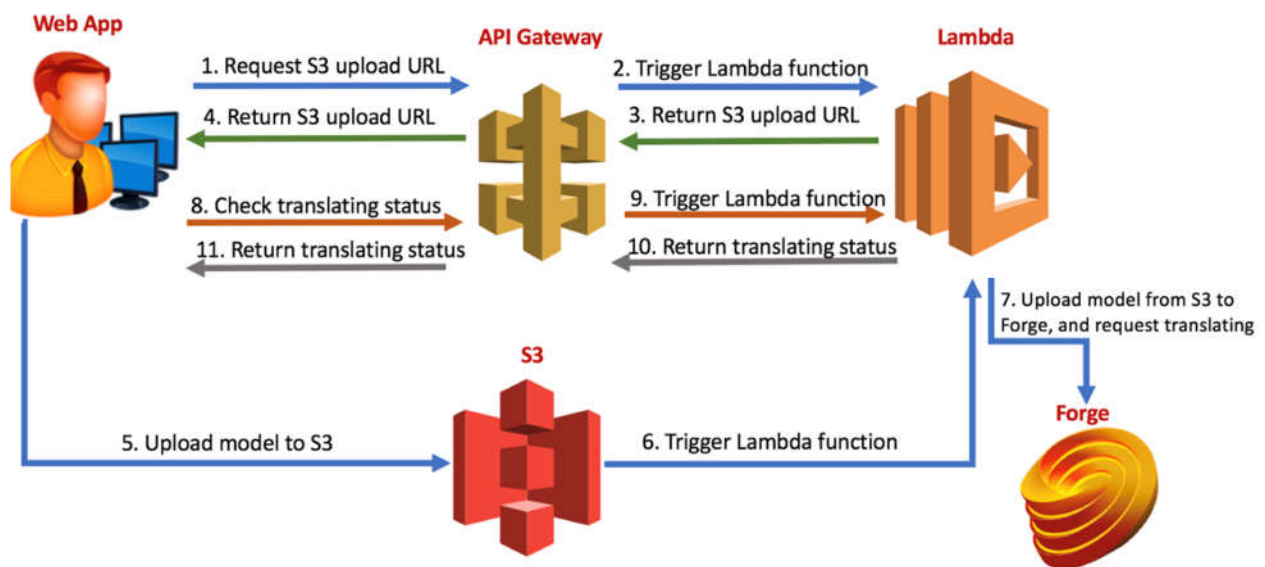 Web App
API Gateway
Lambda
1. Request S3 upload URL
2. Trigger Lambda function
4. Return S3 upload URL
3. Return S3 upload URL
8. Check translating status
9. Trigger Lambda function
11. Return translating status
10. Return translating status
7. Upload model from S3 to
Forge, and request translating
S3
Forge
5. Upload model to S3
6. Trigger Lambda function